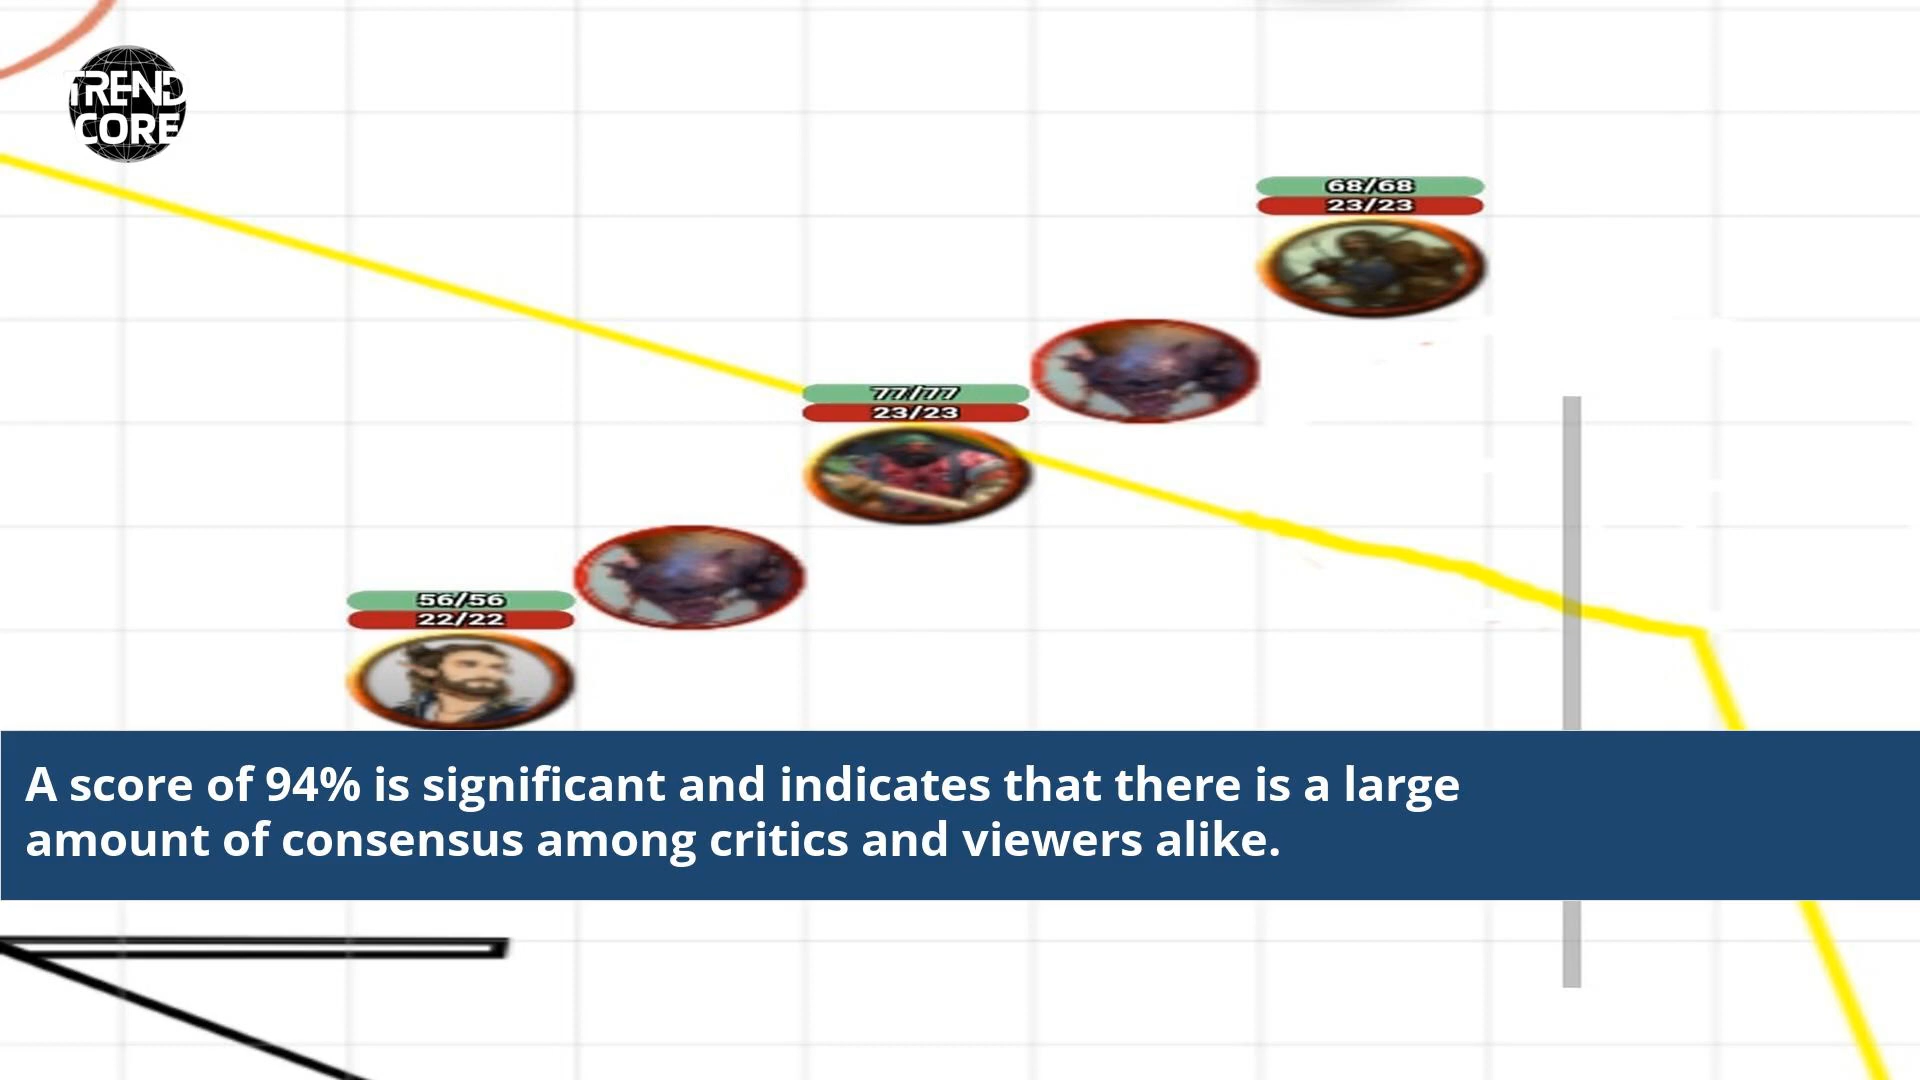 TREND
CORE
68/68
23/23
77/77
23/23
56/56
22/22
A score of 94% is significant and indicates that there is a large
amount of consensus among critics and viewers alike.